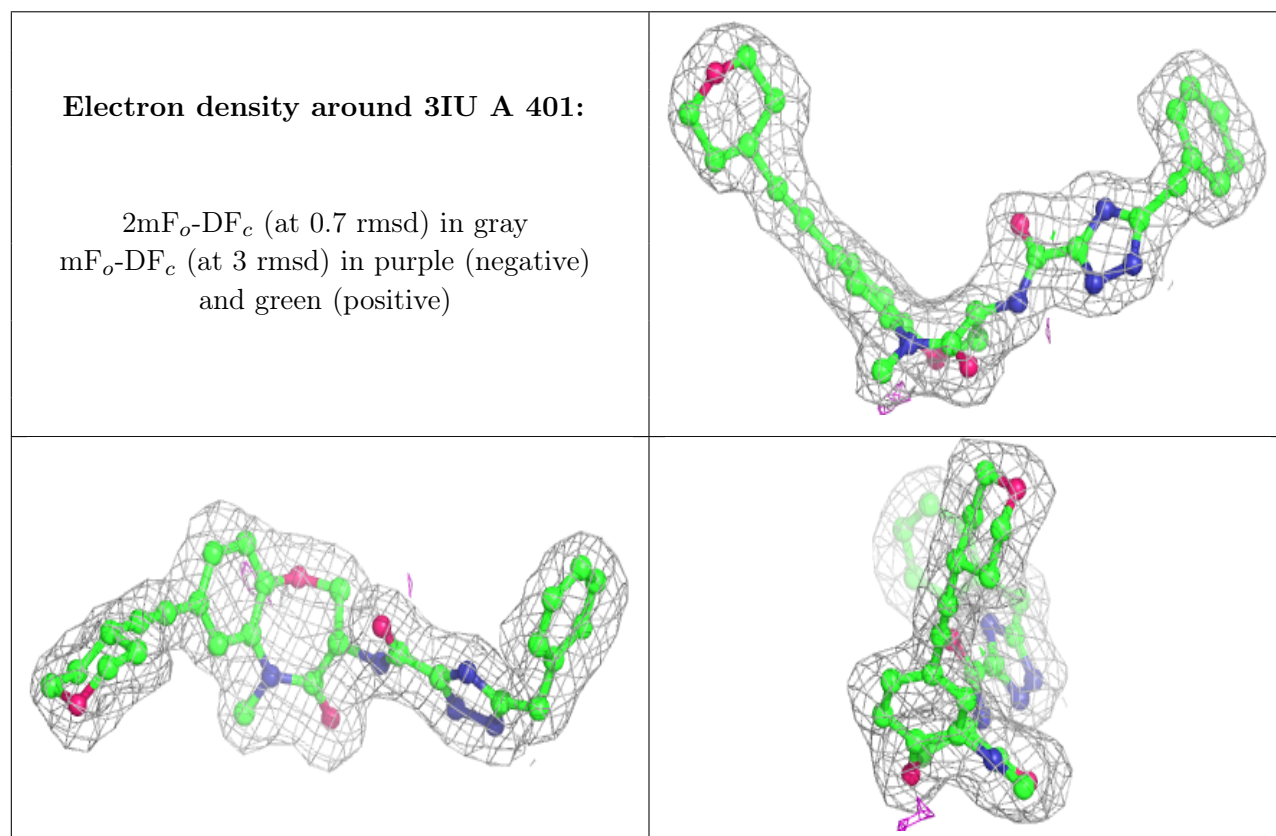 Electron density around 3IU A 401:
2mFo-DFc (at 0.7 rmsd) in gray
mFo-DFc (at 3 rmsd) in purple (negative)
and green (positive)